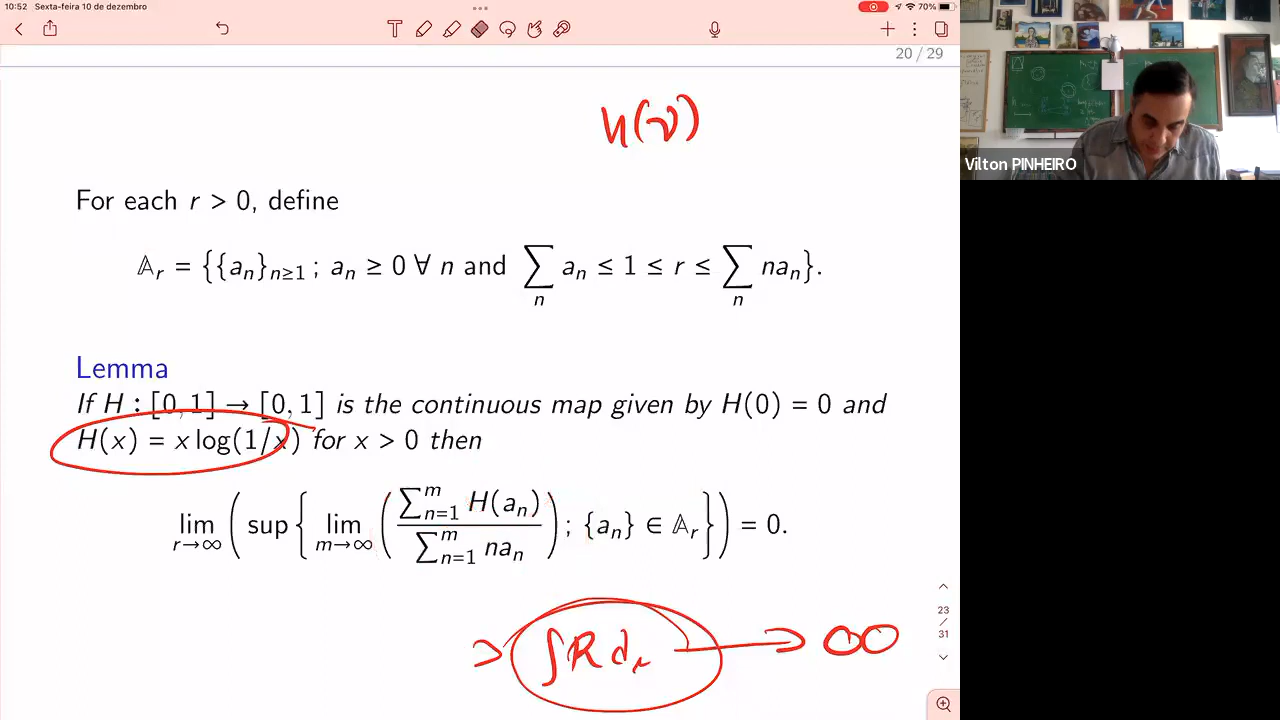 10:52 Sexta-feira 10 de dezembro
70%
20 / 29
h(ν)
For each r > 0, define
𝔸_r = {{a_n}_{n≥1} ; a_n ≥ 0 ∀ n and ∑_n a_n ≤ 1 ≤ r ≤ ∑_n na_n}.
Lemma
If H : [0, 1] → [0, 1] is the continuous map given by H(0) = 0 and
H(x) = x log(1/x) for x > 0 then
lim_{r→∞} ( sup { lim_{m→∞} ( ∑_{n=1}^m H(a_n) / ∑_{n=1}^m na_n ) ; {a_n} ∈ 𝔸_r } ) = 0.
∫R d → ∞
23
/
31
Vilton PINHEIRO